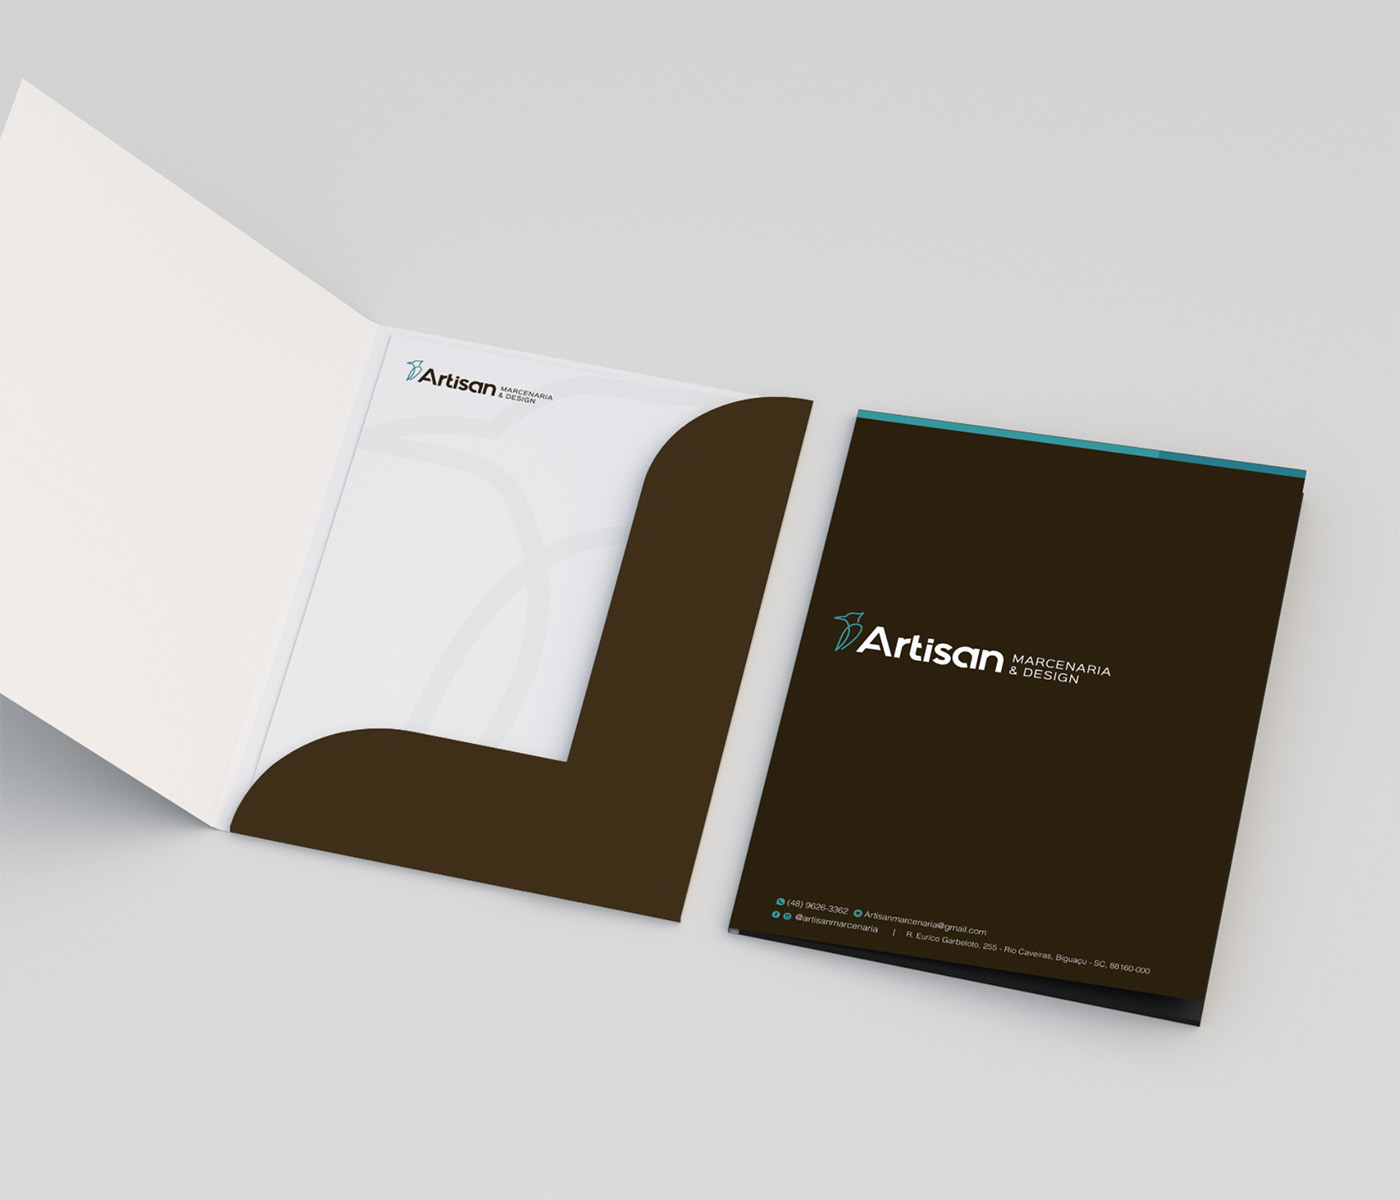 Artisan MARCENARIA
& DESIGN
Artisan MARCENARIA
& DESIGN
(48) 9626-3362 Artisanmarcenaria@gmail.com
@artisanmarcenaria | R. Eurico Garbeloto, 255 - Rio Caveiras, Biguaçu - SC, 88160-000